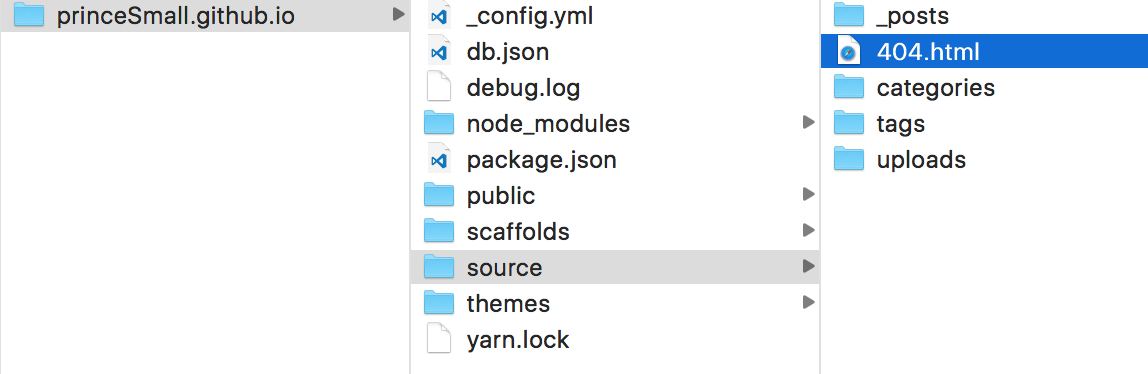 princeSmall.github.io
_config.yml
db.json
debug.log
node_modules
package.json
public
scaffolds
source
themes
yarn.lock
_posts
404.html
categories
tags
uploads